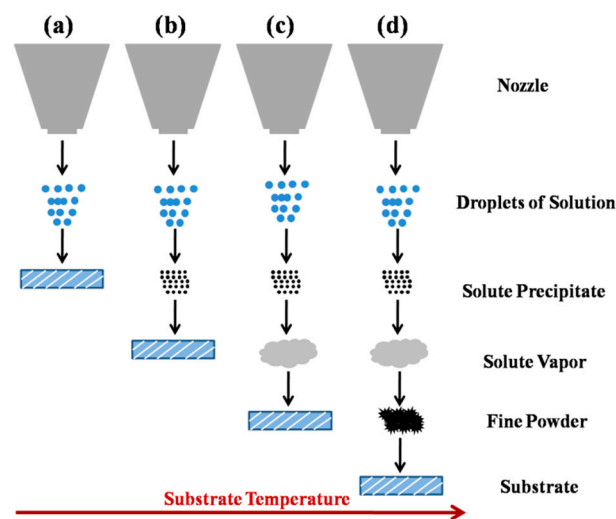 (a) (b) (c) (d)
Nozzle
Droplets of Solution
Solute Precipitate
Solute Vapor
Fine Powder
Substrate
Substrate Temperature